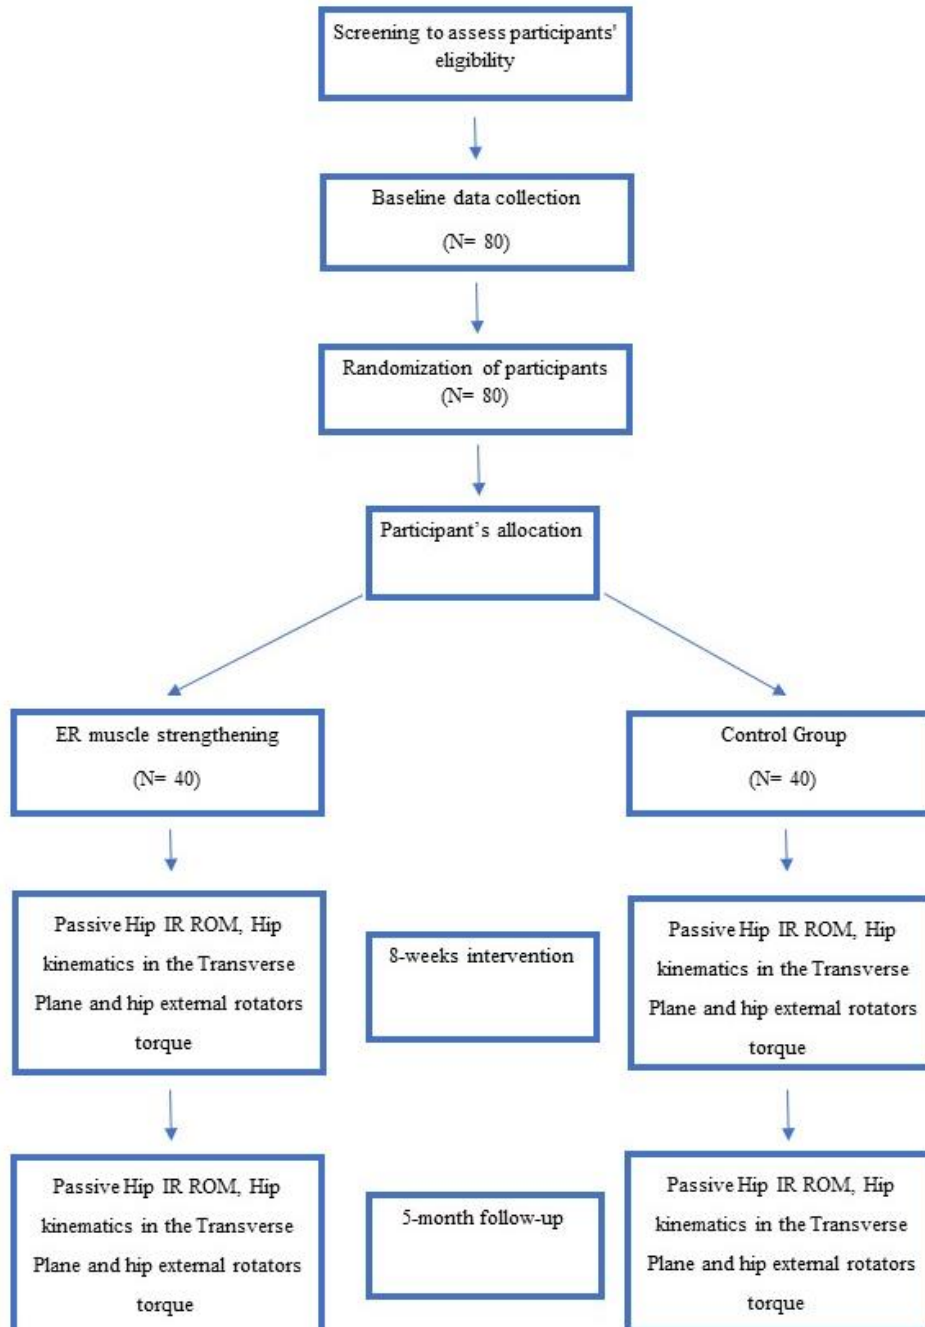 Screening to assess participants'
eligibility
Baseline data collection
(N= 80)
Randomization of participants
(N= 80)
Participant's allocation
ER muscle strengthening
(N= 40)
Control Group
(N= 40)
Passive Hip IR ROM, Hip
kinematics in the Transverse
Plane and hip external rotators
torque
8-weeks intervention
Passive Hip IR ROM, Hip
kinematics in the Transverse
Plane and hip external rotators
torque
Passive Hip IR ROM, Hip
kinematics in the Transverse
Plane and hip external rotators
torque
5-month follow-up
Passive Hip IR ROM, Hip
kinematics in the Transverse
Plane and hip external rotators
torque